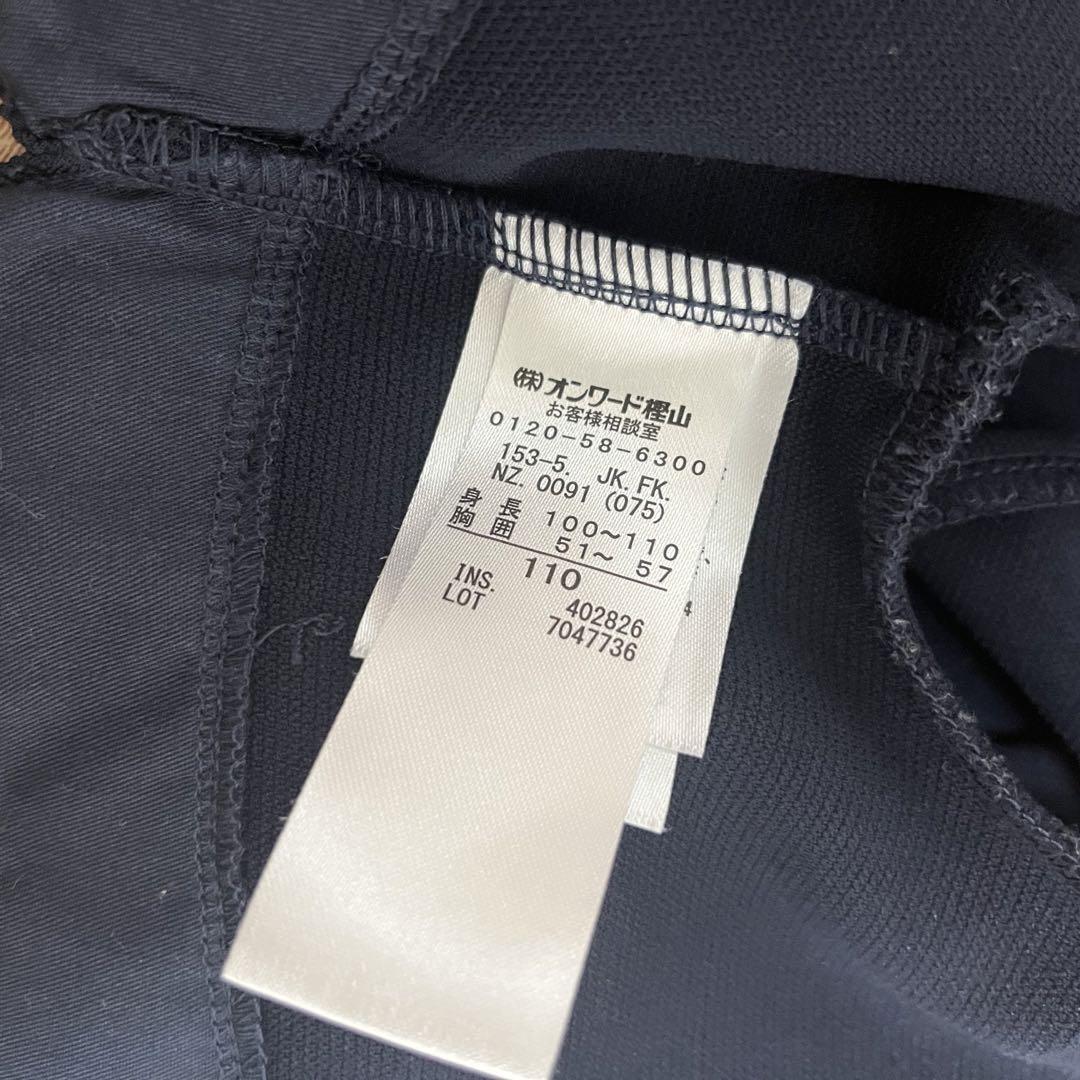 (株)オンワード樫山
お客様相談室
0120-58-6300
153-5. JK. FK.
NZ. 0091 (075)
身長 100〜110
胸囲 51〜 57
110
INS. 402826
LOT 7047736
4